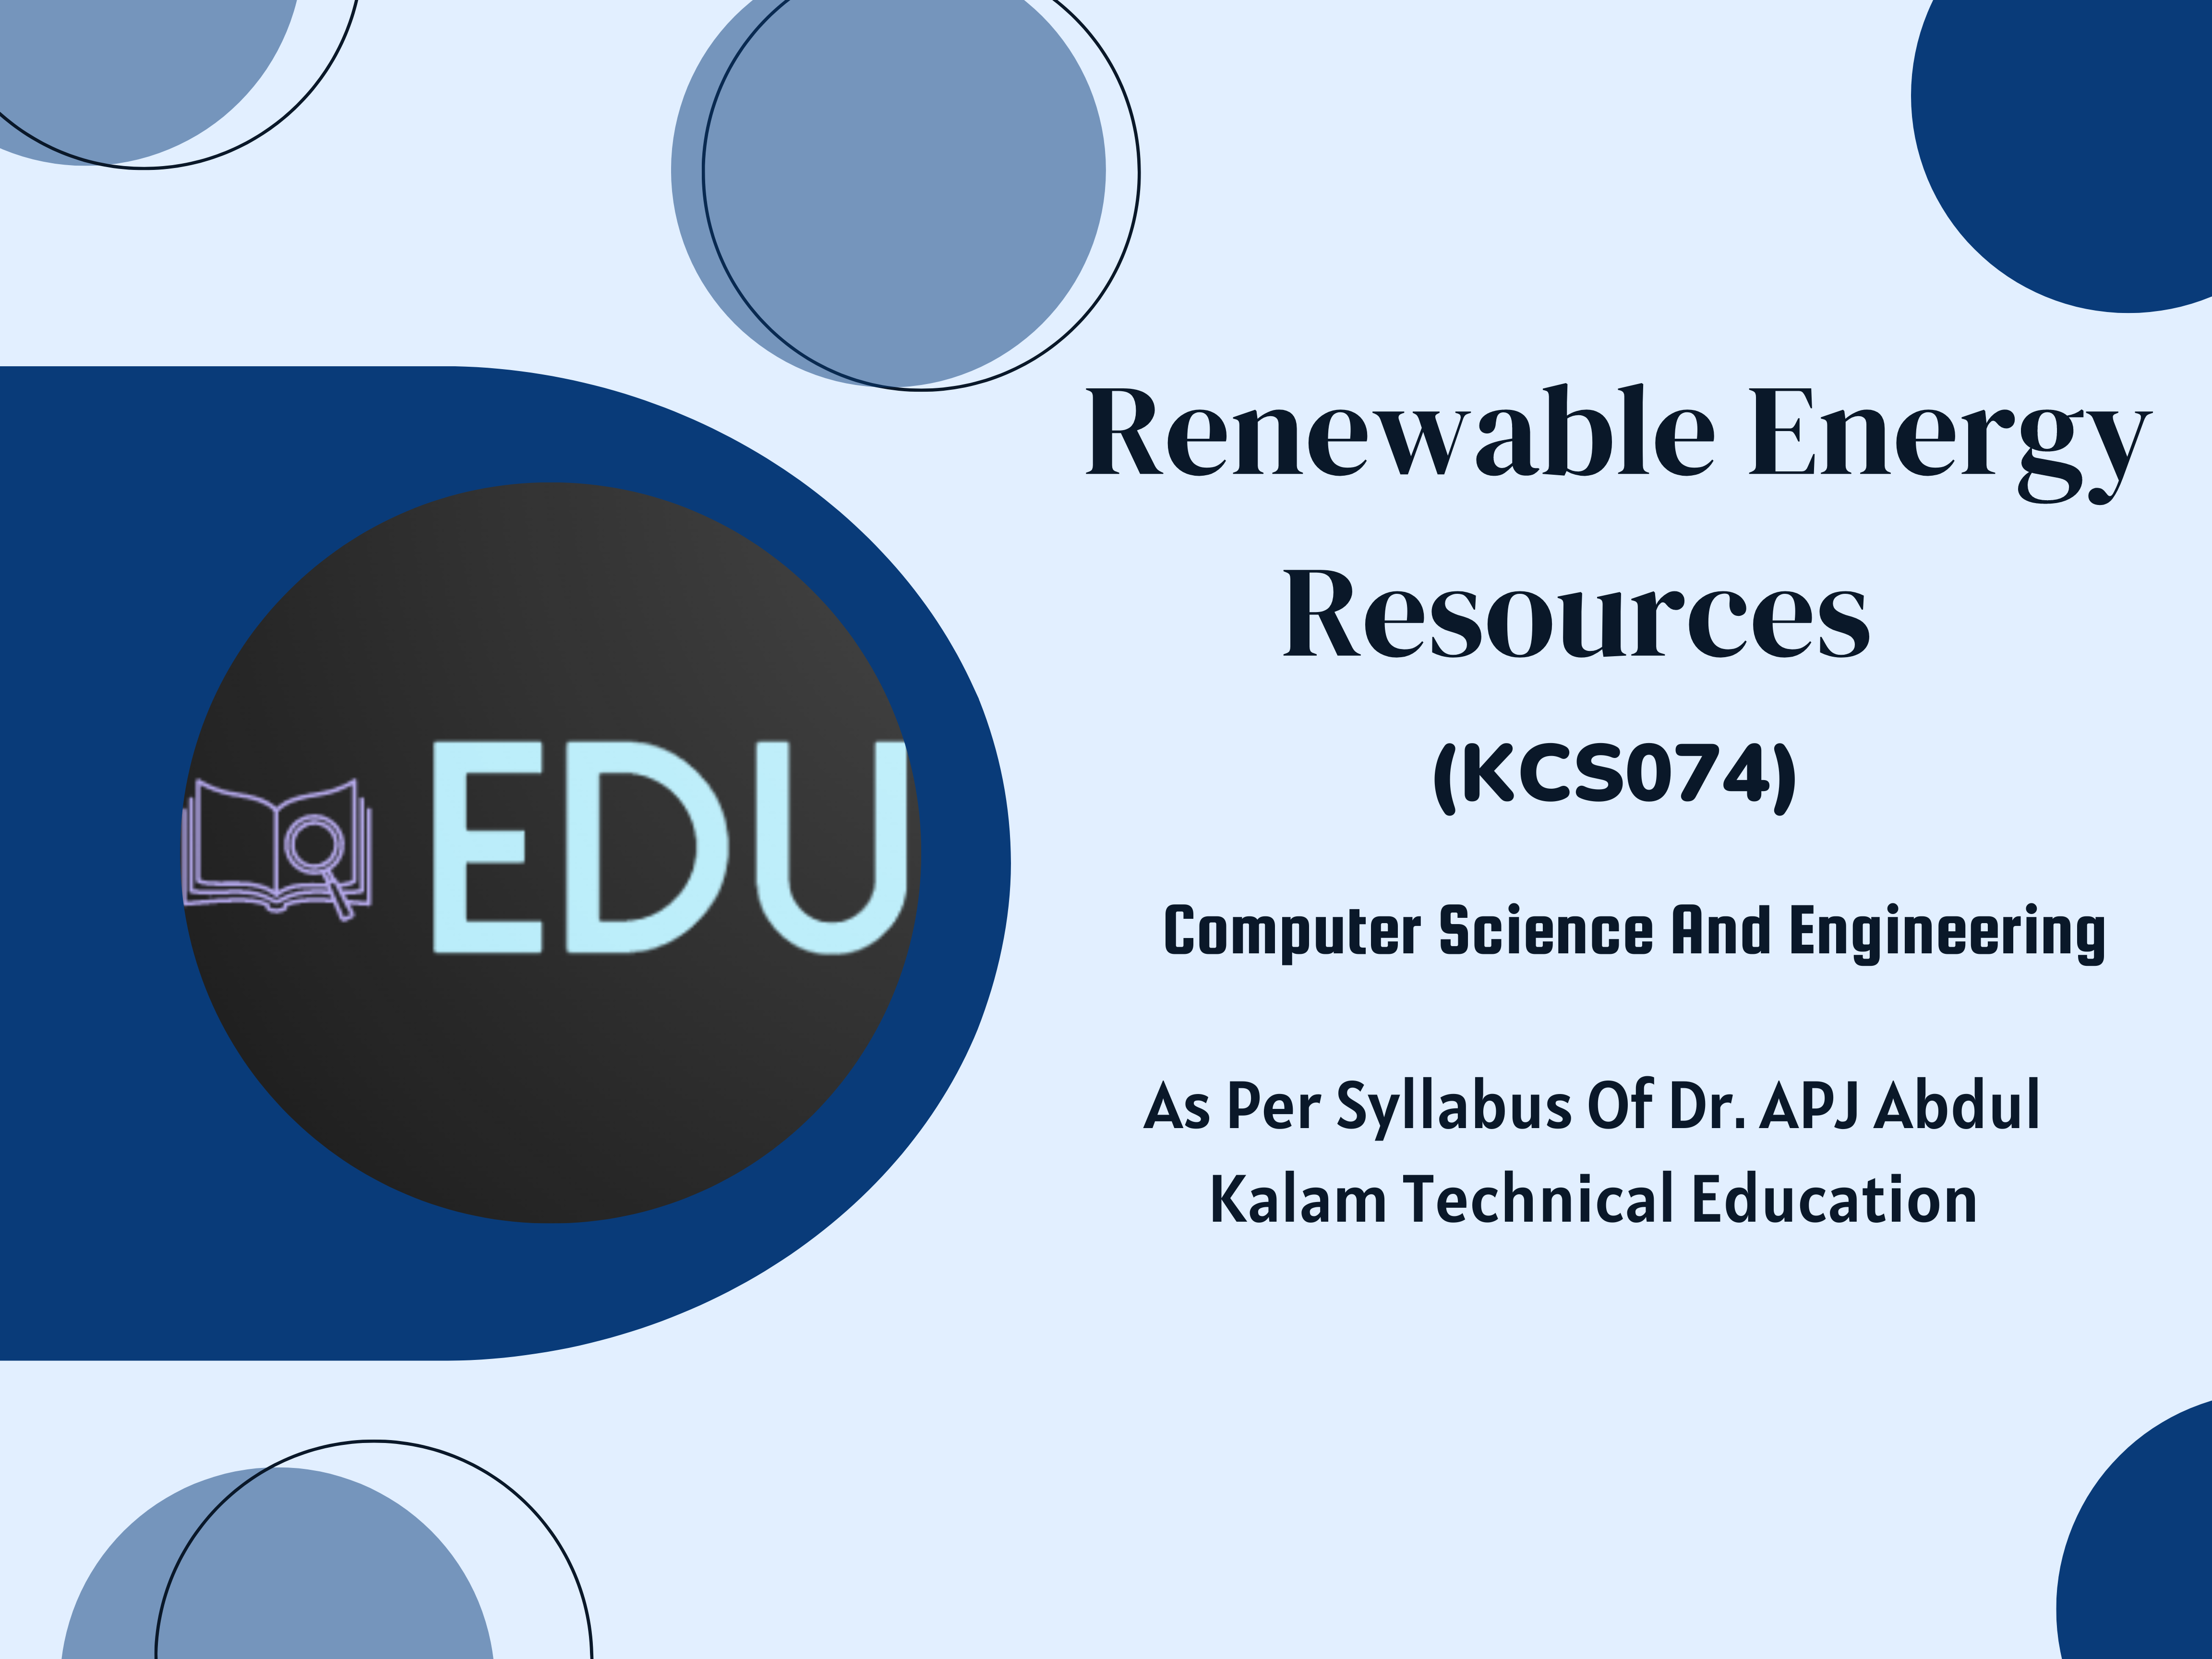 EDU
Renewable Energy
Resources
(KCS074)
Computer Science And Engineering
As Per Syllabus Of Dr. APJ Abdul
Kalam Technical Education